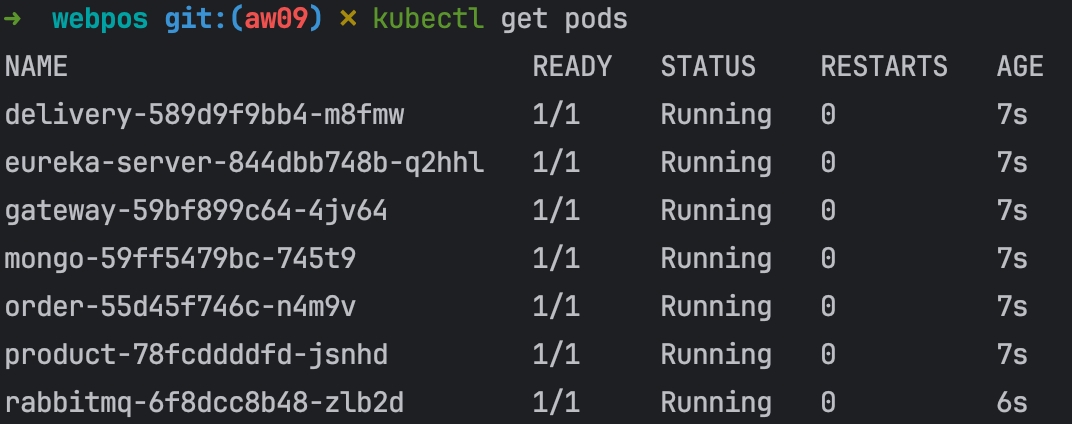 ➜ webpos git:(aw09) ✗ kubectl get pods
NAME READY STATUS RESTARTS AGE
delivery-589d9f9bb4-m8fmw 1/1 Running 0 7s
eureka-server-844dbb748b-q2hhl 1/1 Running 0 7s
gateway-59bf899c64-4jv64 1/1 Running 0 7s
mongo-59ff5479bc-745t9 1/1 Running 0 7s
order-55d45f746c-n4m9v 1/1 Running 0 7s
product-78fcddddfd-jsnhd 1/1 Running 0 7s
rabbitmq-6f8dcc8b48-zlb2d 1/1 Running 0 6s